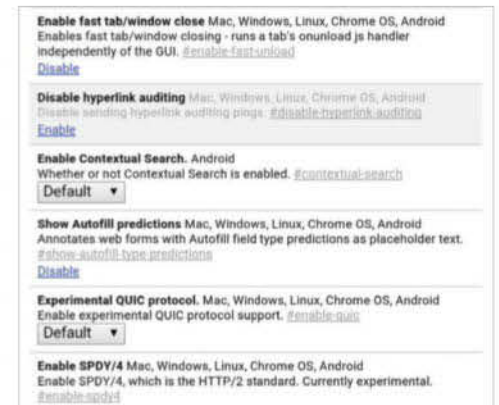 Enable fast tab/window close Mac, Windows, Linux, Chrome OS, Android
Enables fast tab/window closing - runs a tab's onunload js handler
independently of the GUI. #enable-fast-unload
Disable
Disable hyperlink auditing Mac, Windows, Linux, Chrome OS, Android
Disable sending hyperlink auditing pings. #disable-hyperlink-auditing
Enable
Enable Contextual Search. Android
Whether or not Contextual Search is enabled. #contextual-search
Default ▼
Show Autofill predictions Mac, Windows, Linux, Chrome OS, Android
Annotates web forms with Autofill field type predictions as placeholder text.
#show-autofill-type-predictions
Disable
Experimental QUIC protocol. Mac, Windows, Linux, Chrome OS, Android
Enable experimental QUIC protocol support. #enable-quic
Default ▼
Enable SPDY/4 Mac, Windows, Linux, Chrome OS, Android
Enable SPDY/4, which is the HTTP/2 standard. Currently experimental.
#enable-spdy4